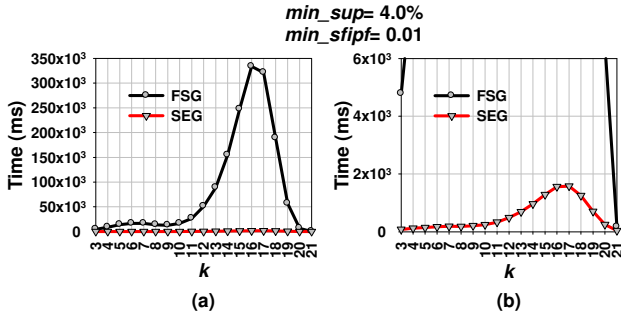 min_sup= 4.0%
min_sfipf= 0.01
Time (ms)
350x10³
300x10³
250x10³
200x10³
150x10³
100x10³
50x10³
0
FSG
SEG
3 4 5 6 7 8 9 10 11 12 13 14 15 16 17 18 19 20 21
k
(a)
Time (ms)
6x10³
4x10³
2x10³
0
FSG
SEG
3 4 5 6 7 8 9 10 11 12 13 14 15 16 17 18 19 20 21
k
(b)